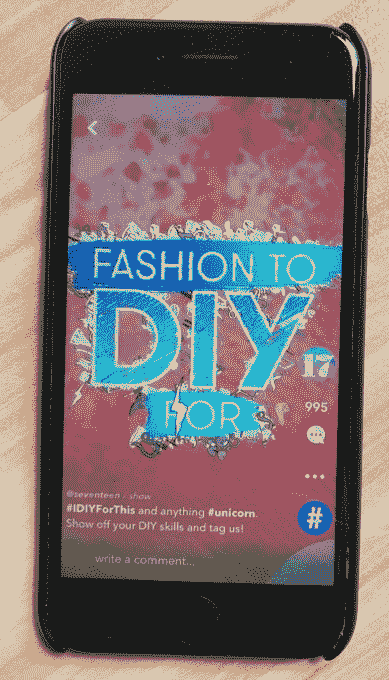 FASHION TO
DIY
FOR
17
995
@seventeen · show
#IDIYForThis and anything #unicorn.
Show off your DIY skills and tag us!
#
write a comment...